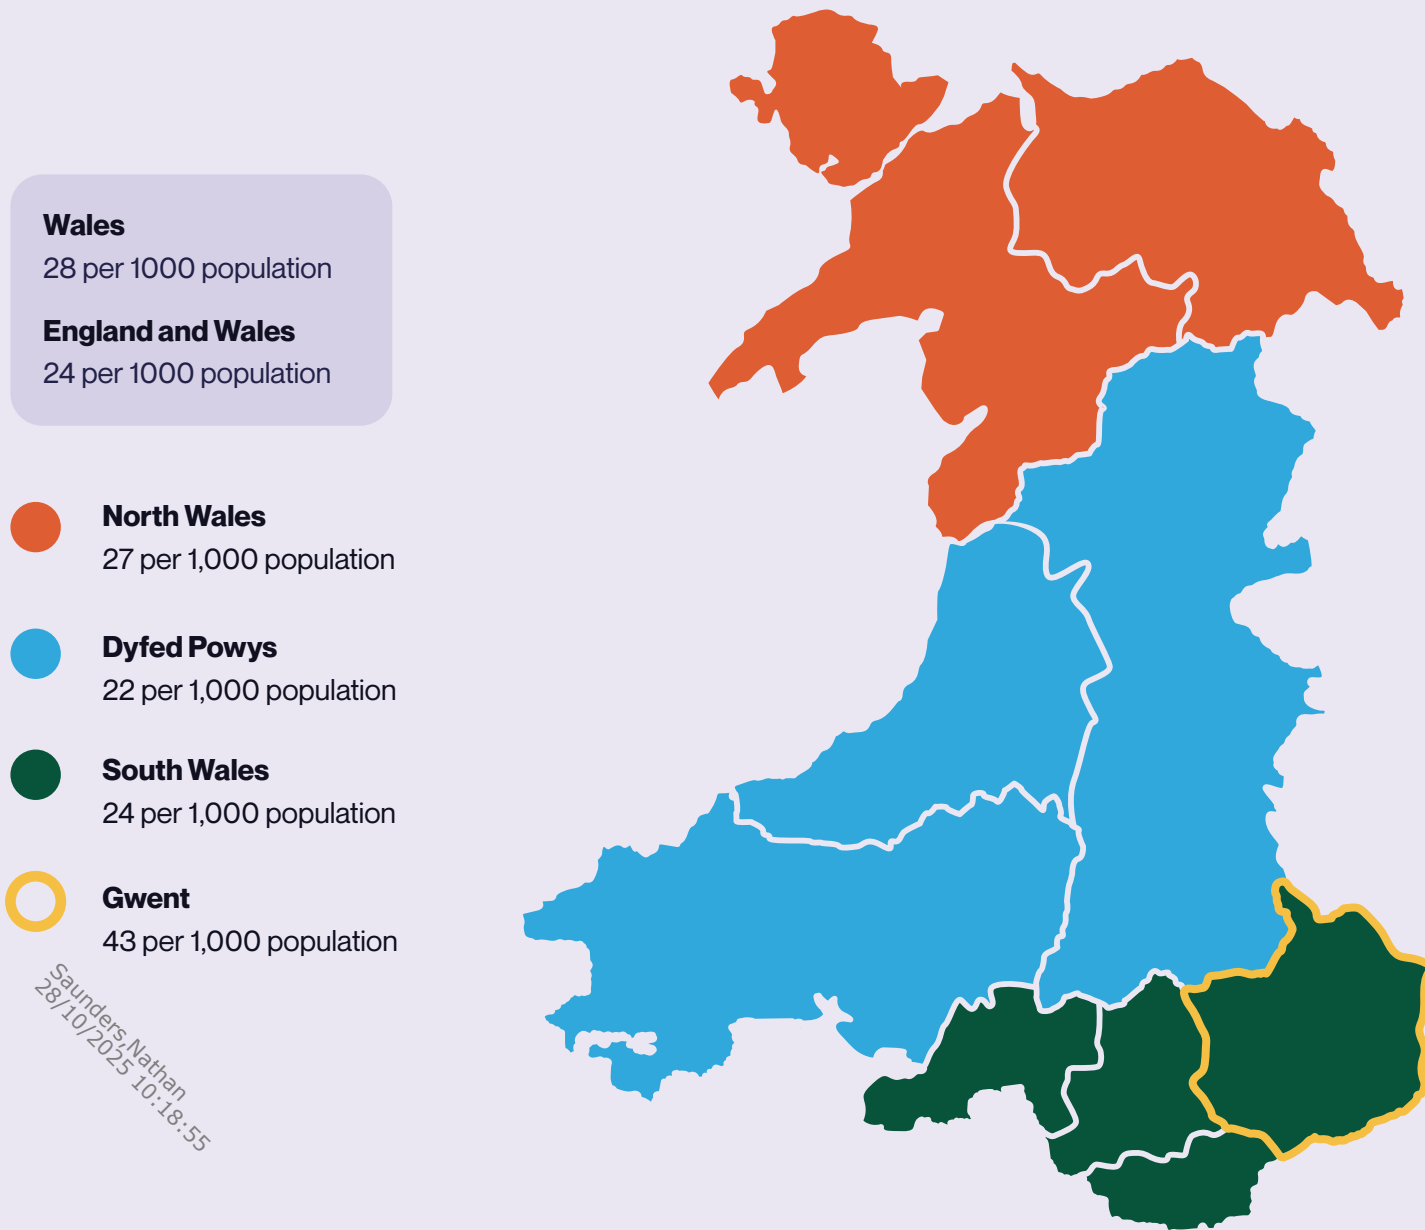 Wales
28 per 1000 population
England and Wales
24 per 1000 population
North Wales
27 per 1,000 population
Dyfed Powys
22 per 1,000 population
South Wales
24 per 1,000 population
Gwent
43 per 1,000 population
Saunders,Nathan
28/10/2025 10:18:55